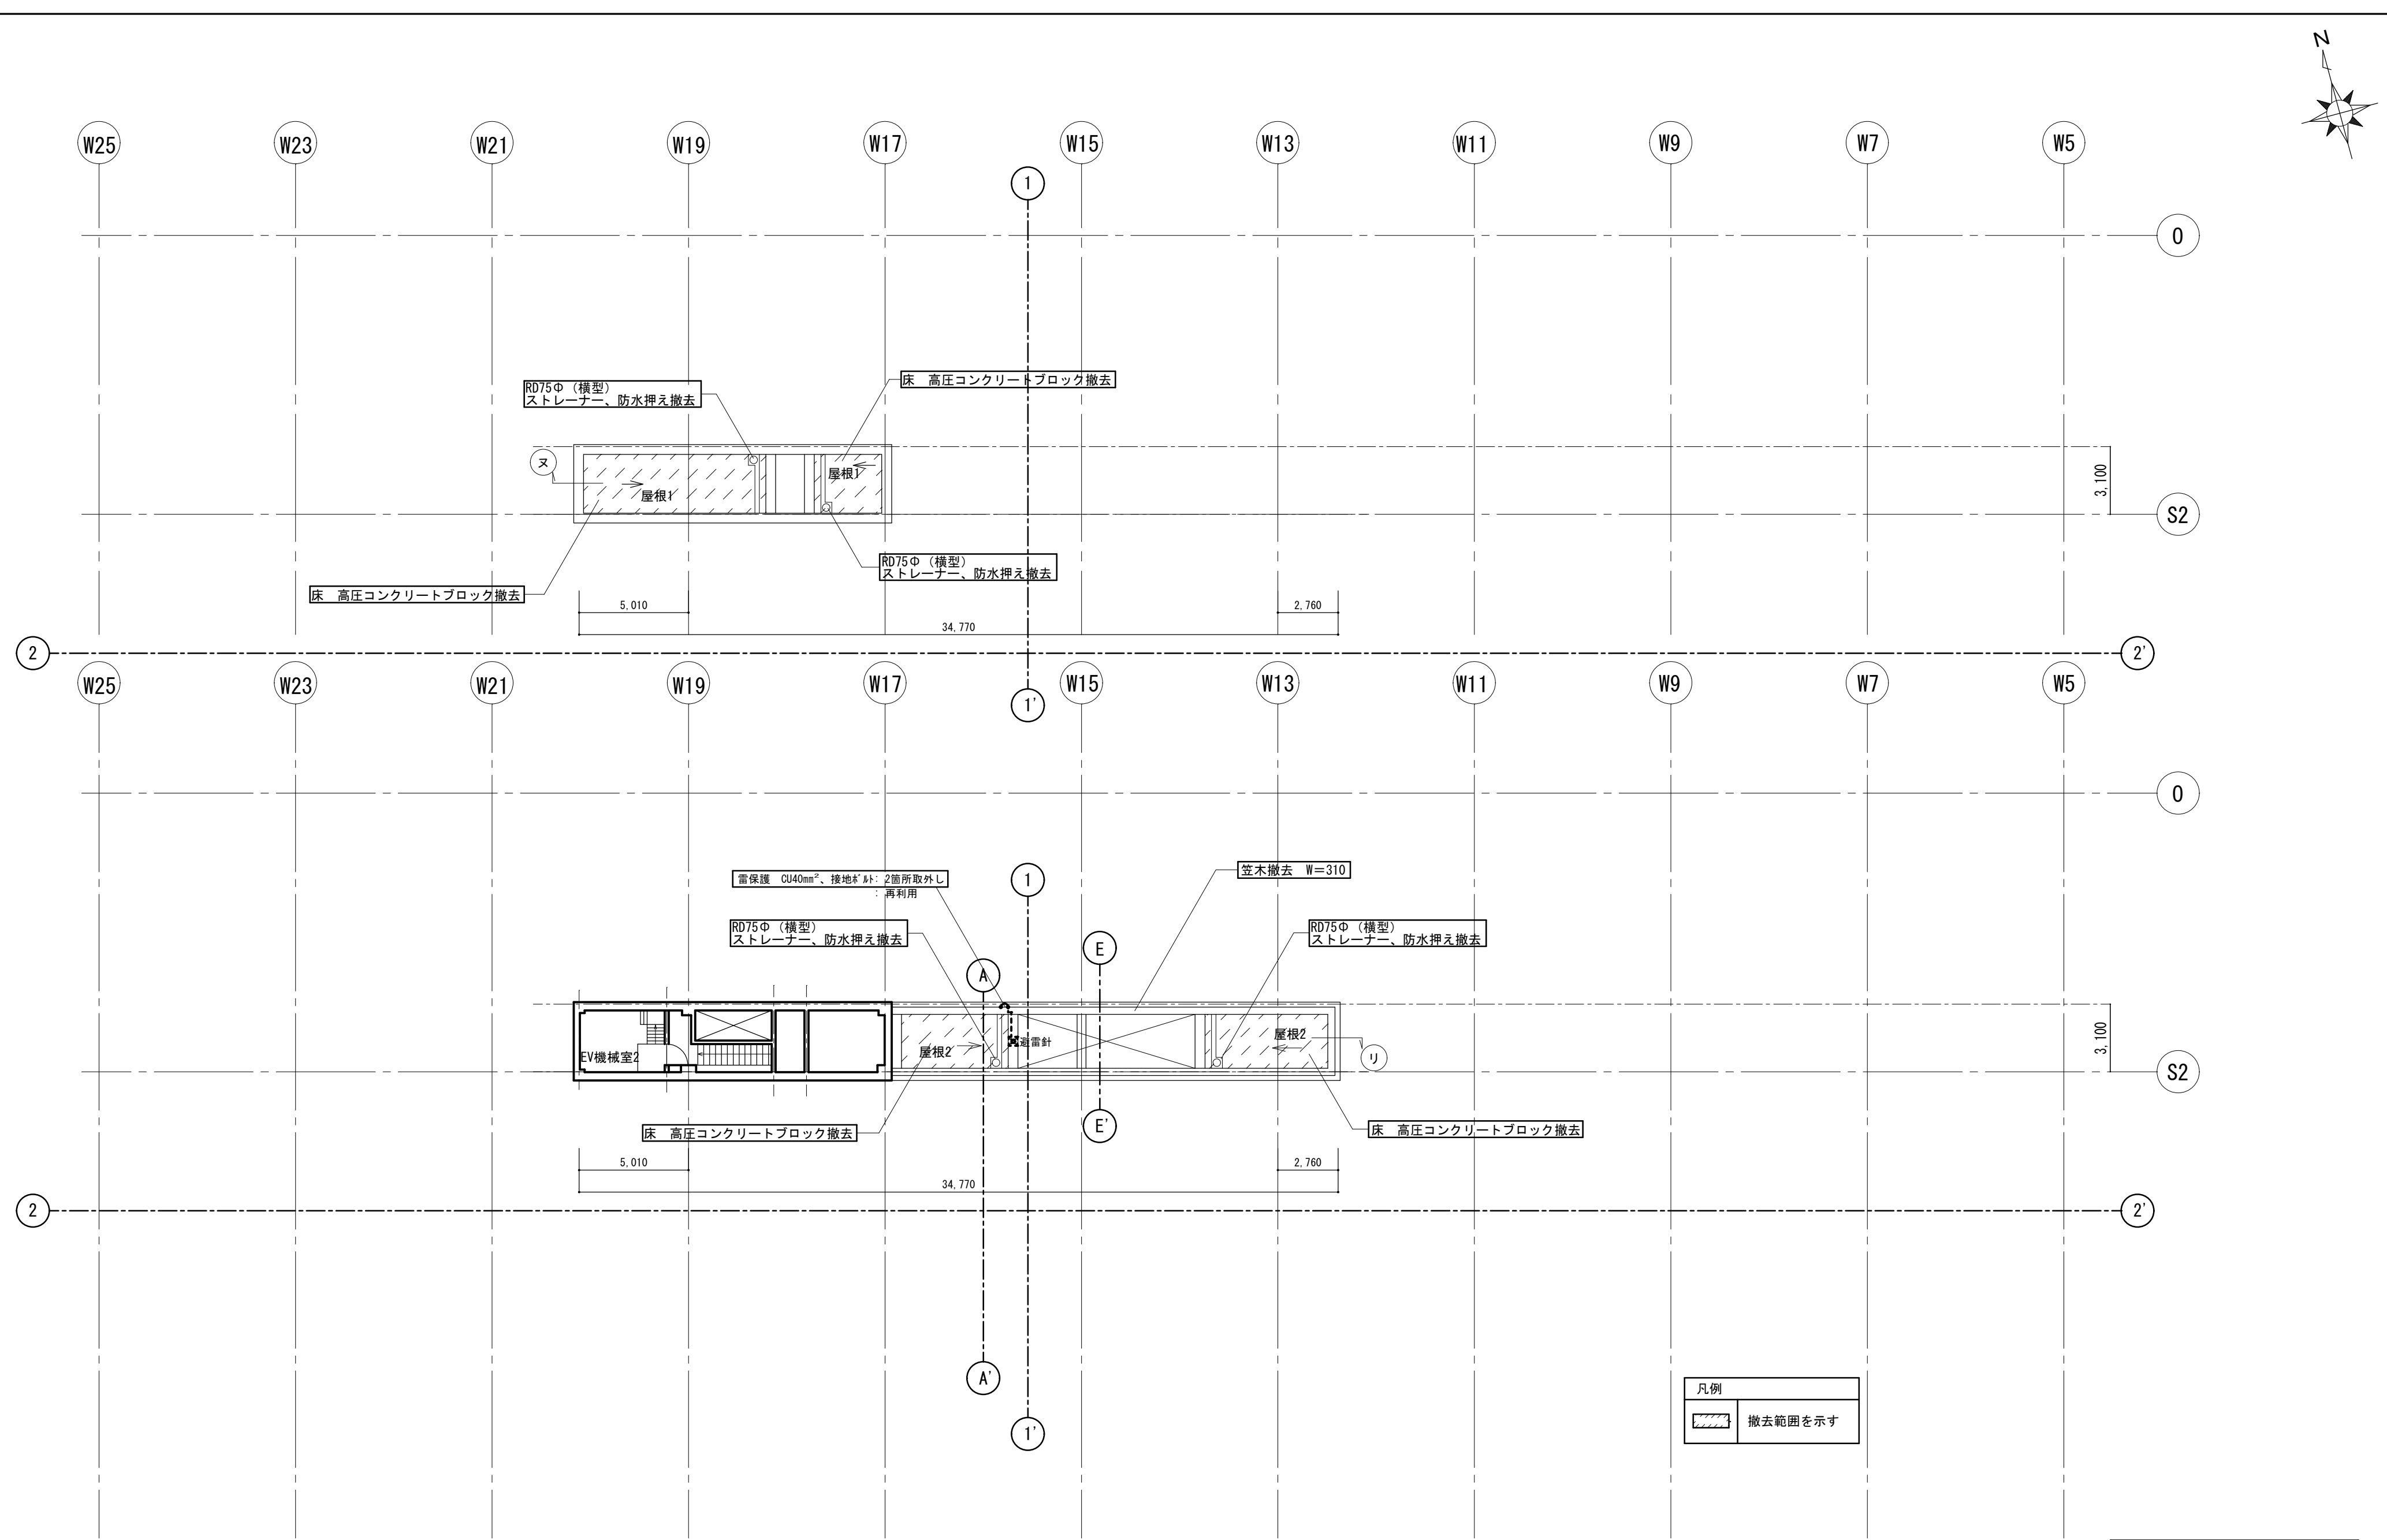 N
W25 W23 W21 W19 W17 W15 W13 W11 W9 W7 W5
1
0
床　高圧コンクリートブロック撤去
RD75Φ（横型）
ストレーナー、防水押え撤去
ヌ
屋根1
屋根1
3,100
S2
RD75Φ（横型）
ストレーナー、防水押え撤去
床　高圧コンクリートブロック撤去
5,010
2,760
34,770
2
2'
W25 W23 W21 W19 W17 W15 W13 W11 W9 W7 W5
1'
0
雷保護　CU40mm²、接地ﾎﾞﾙﾄ：2箇所取外し
：再利用
1
笠木撤去　W＝310
RD75Φ（横型）
ストレーナー、防水押え撤去
RD75Φ（横型）
ストレーナー、防水押え撤去
E
A
EV機械室2
屋根2
避雷針
屋根2
リ
3,100
S2
床　高圧コンクリートブロック撤去
E'
床　高圧コンクリートブロック撤去
5,010
2,760
34,770
2
2'
A'
1'
凡例
撤去範囲を示す